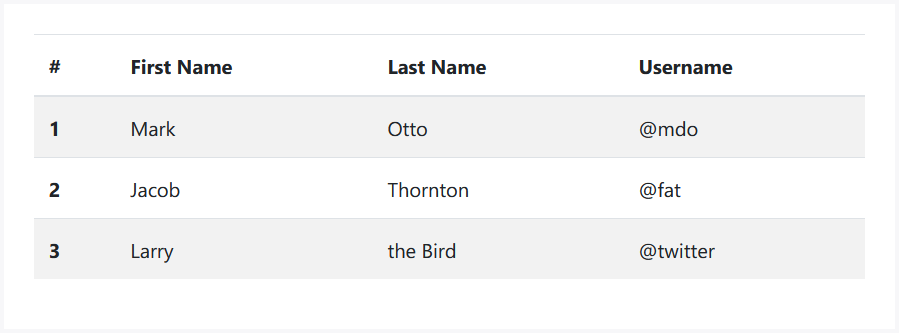 # First Name Last Name Username
1 Mark Otto @mdo
2 Jacob Thornton @fat
3 Larry the Bird @twitter